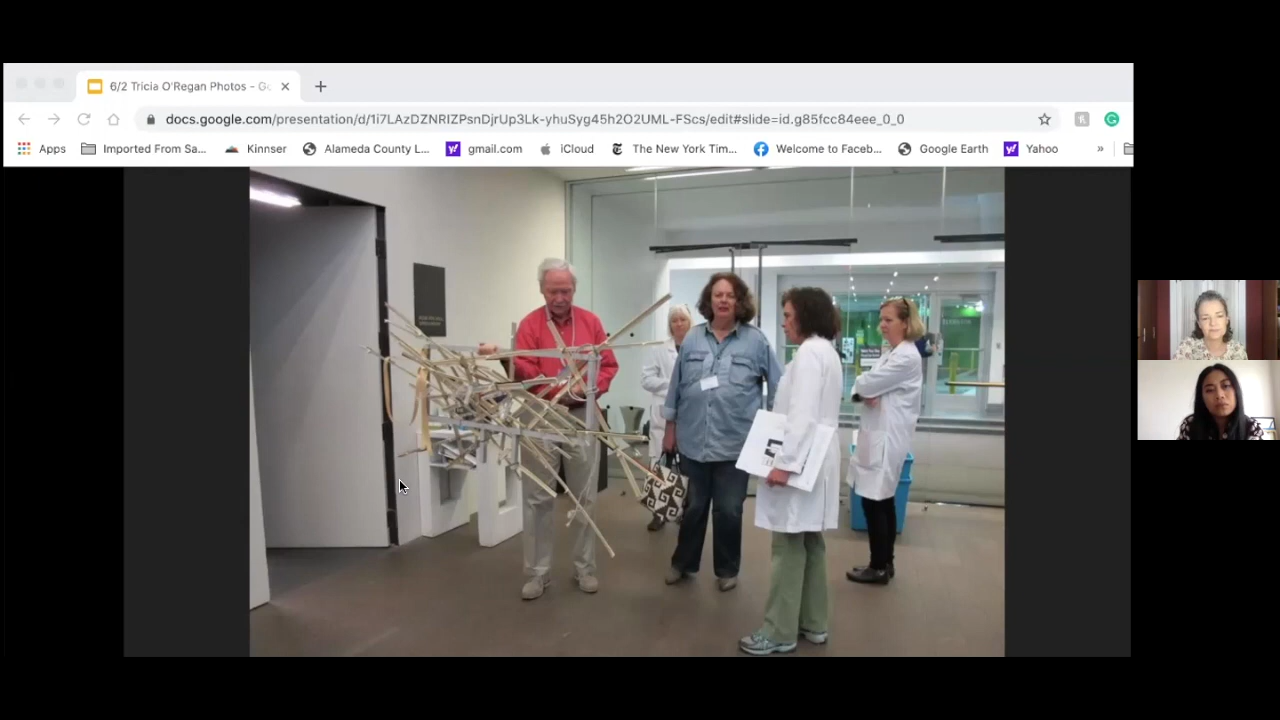 6/2 Tricia O'Regan Photos - Go
docs.google.com/presentation/d/1i7LAzDZNRIZPsnDjrUp3Lk-yhuSyg45h2O2UML-FScs/edit#slide=id.g85fcc84eee_0_0
Apps Imported From Sa... Kinnser Alameda County L... gmail.com iCloud The New York Tim... Welcome to Faceb... Google Earth Yahoo »